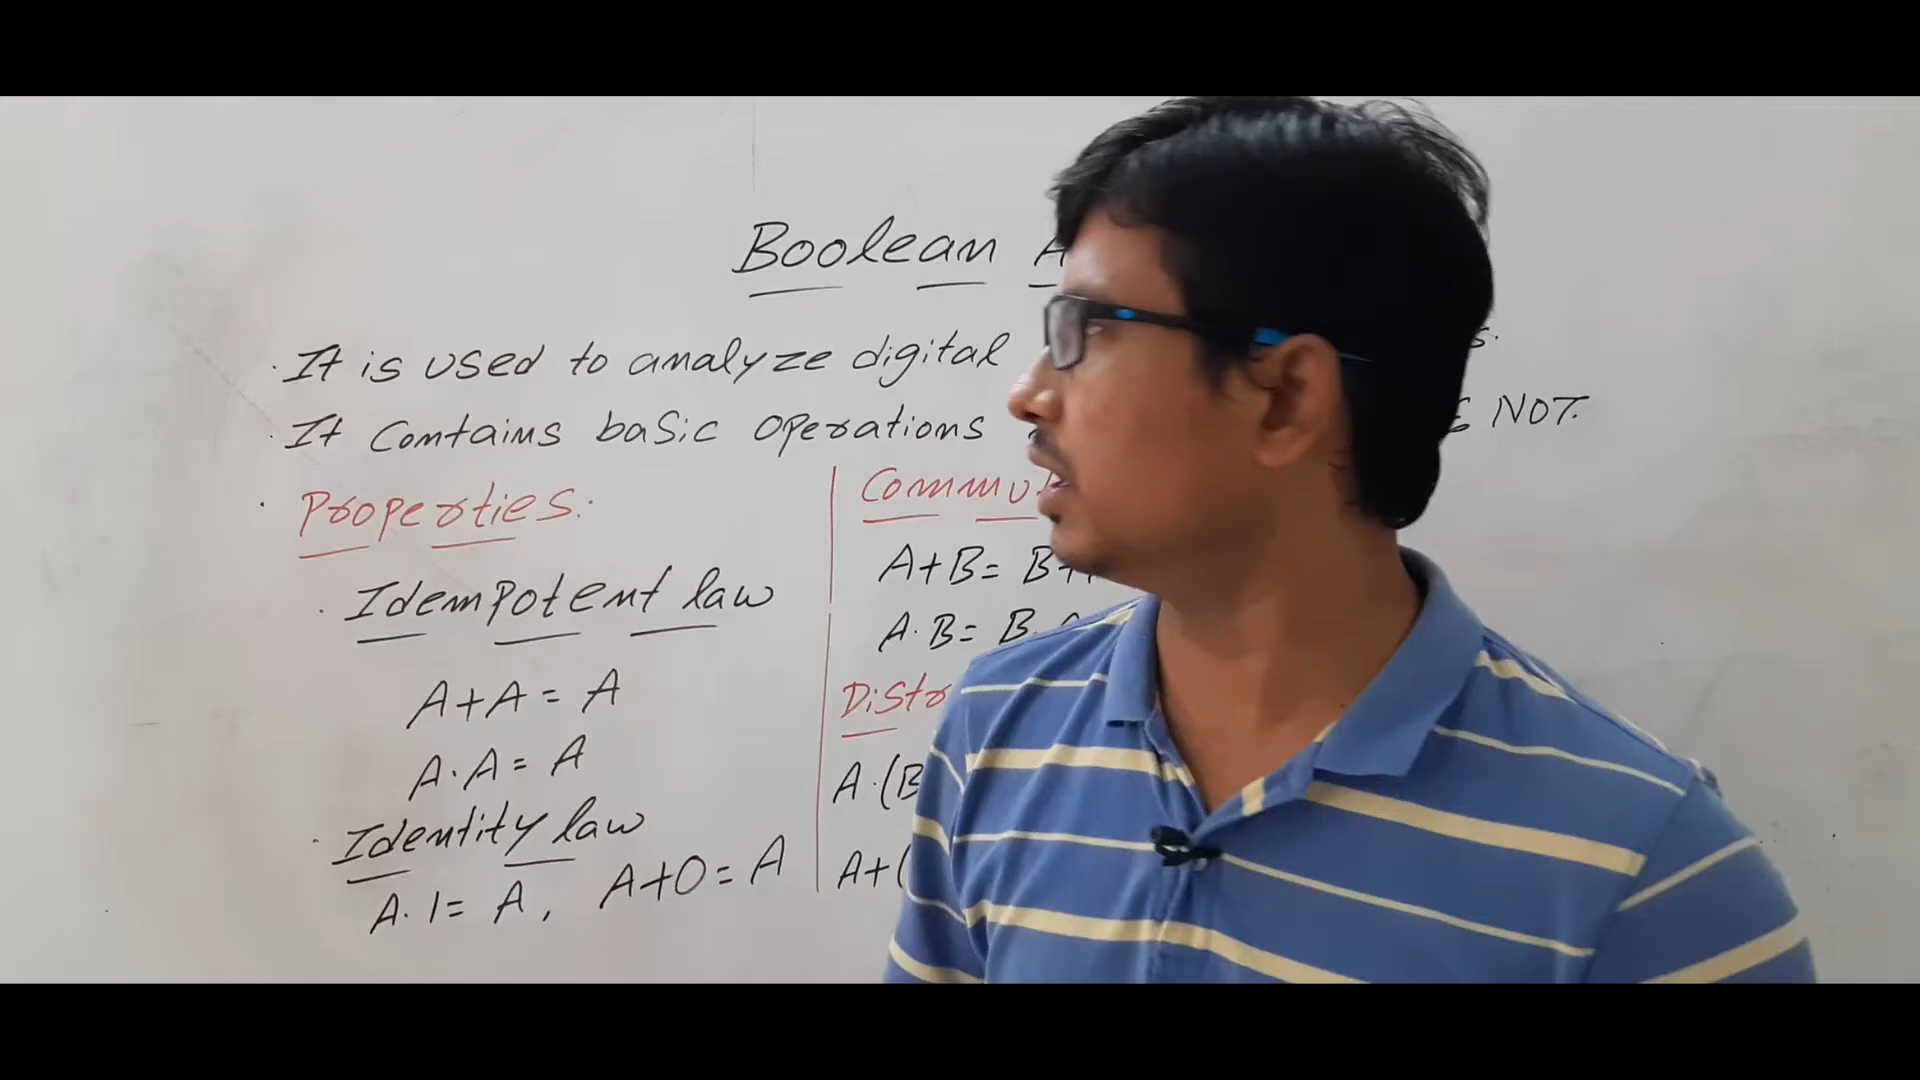 Boolean A
. It is used to analyze digital
. It Contains basic operations
NOT.
. Properties:
. Idempotent law
A+A = A
A·A = A
. Identity law
A·1= A, A+0= A
A+B= B+
A·B= B·
A·(B
A+(